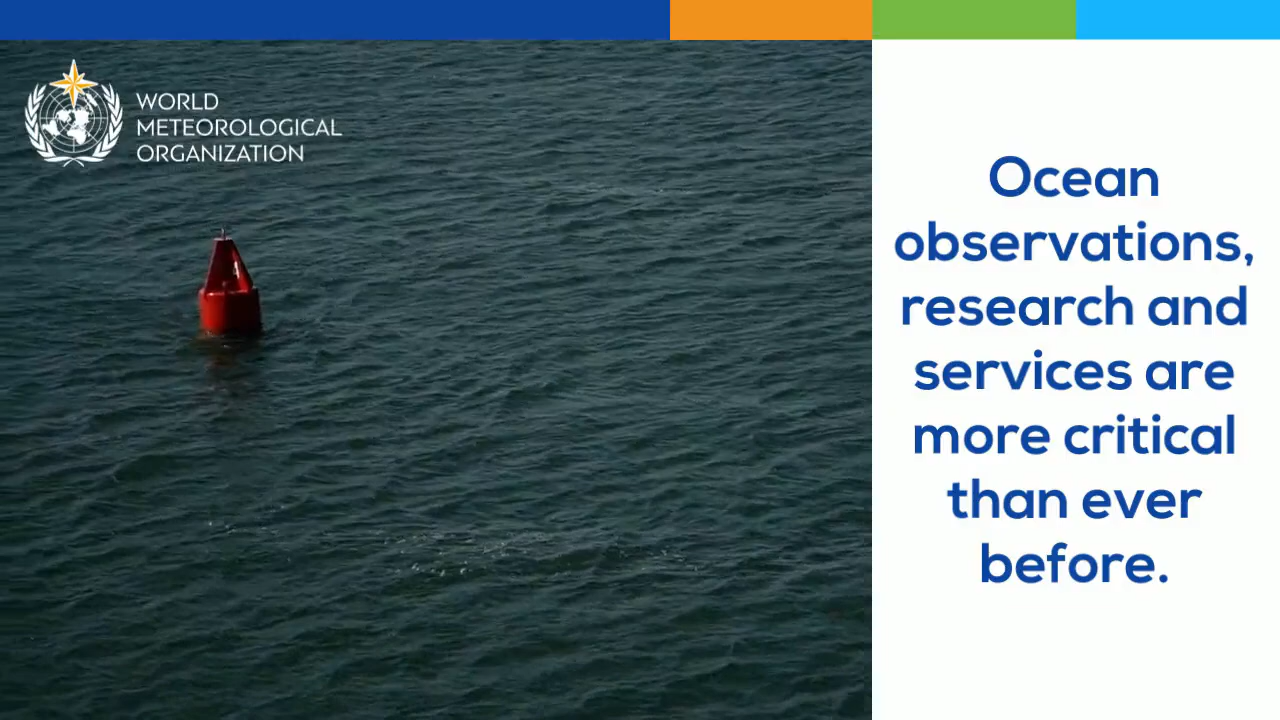 WORLD
METEOROLOGICAL
ORGANIZATION
Ocean
observations,
research and
services are
more critical
than ever
before.